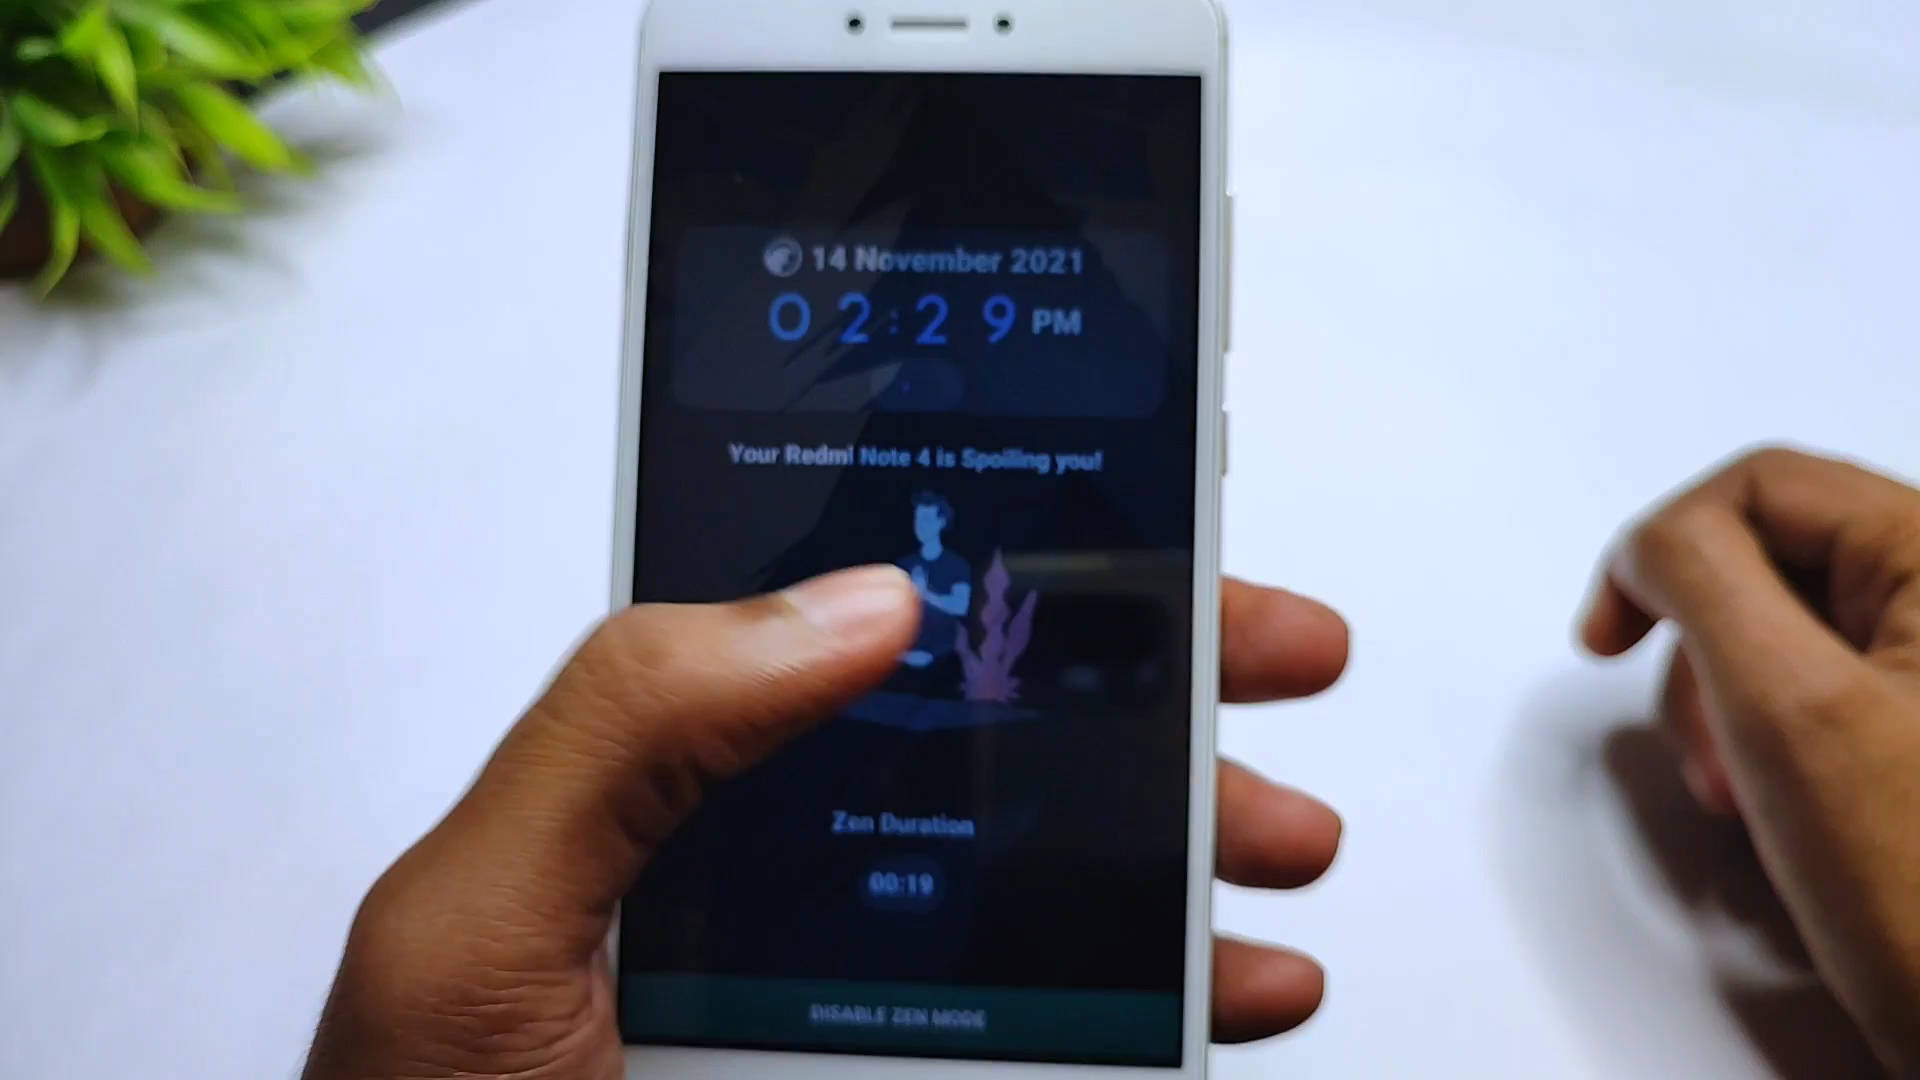 14 November 2021
02:29 PM
Your Redmi Note 4 is Spoiling you!
Zen Duration
00:19
DISABLE ZEN MODE